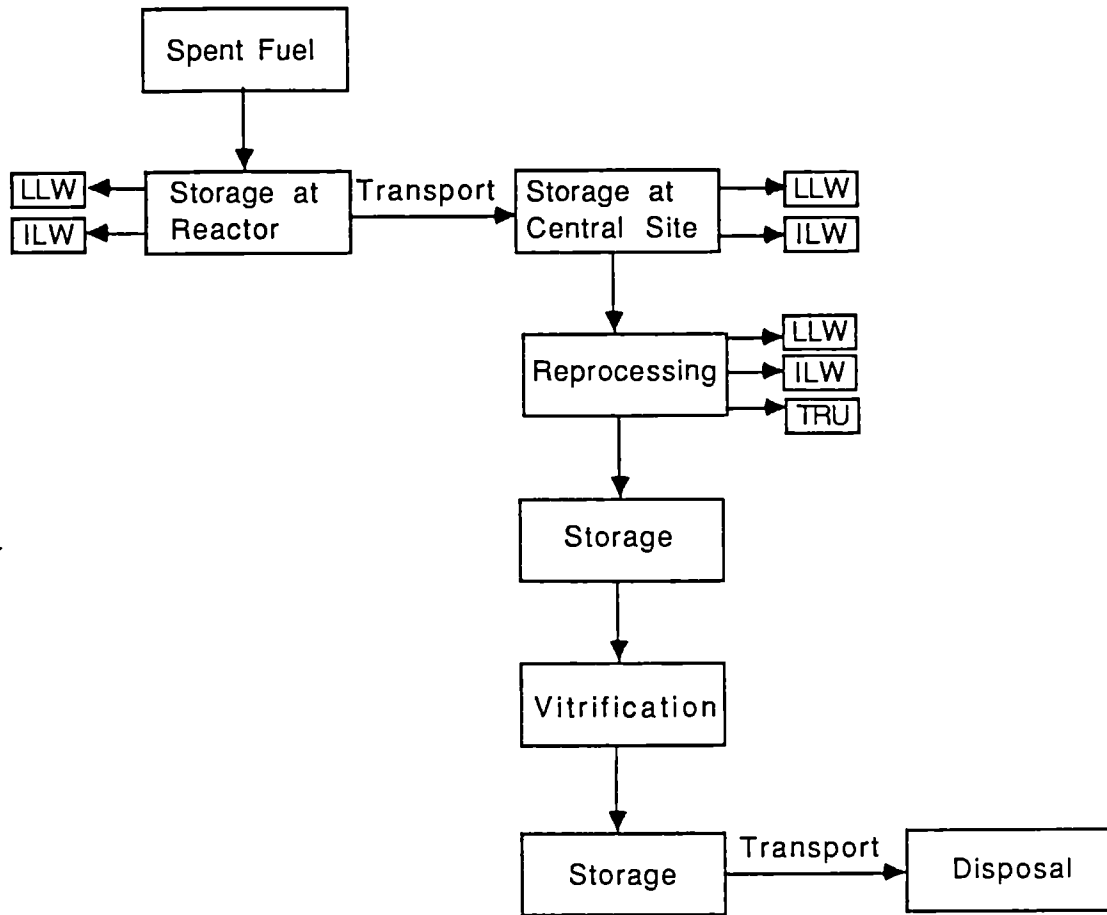 Spent Fuel
LLW
ILW
Storage at
Reactor
Transport
Storage at
Central Site
LLW
ILW
Reprocessing
LLW
ILW
TRU
Storage
Vitrification
Storage
Transport
Disposal